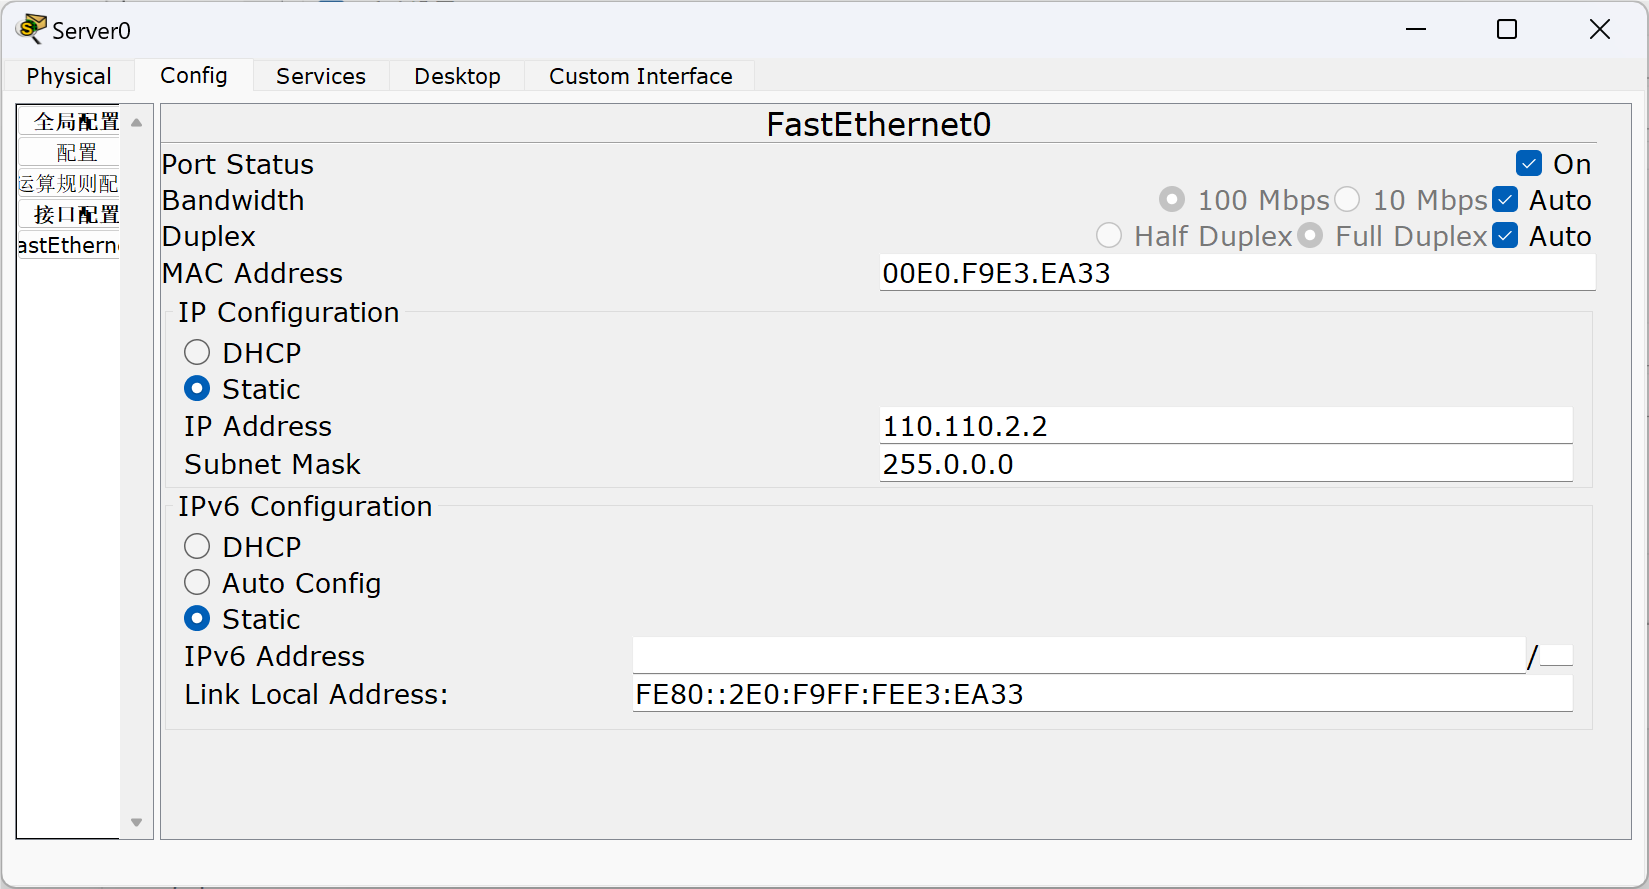 Server0
Physical Config Services Desktop Custom Interface
全局配置
配置
运算规则配
接口配置
astEthern
FastEthernet0
Port Status On
Bandwidth 100 Mbps 10 Mbps Auto
Duplex Half Duplex Full Duplex Auto
MAC Address 00E0.F9E3.EA33
IP Configuration
DHCP
Static
IP Address 110.110.2.2
Subnet Mask 255.0.0.0
IPv6 Configuration
DHCP
Auto Config
Static
IPv6 Address /
Link Local Address: FE80::2E0:F9FF:FEE3:EA33